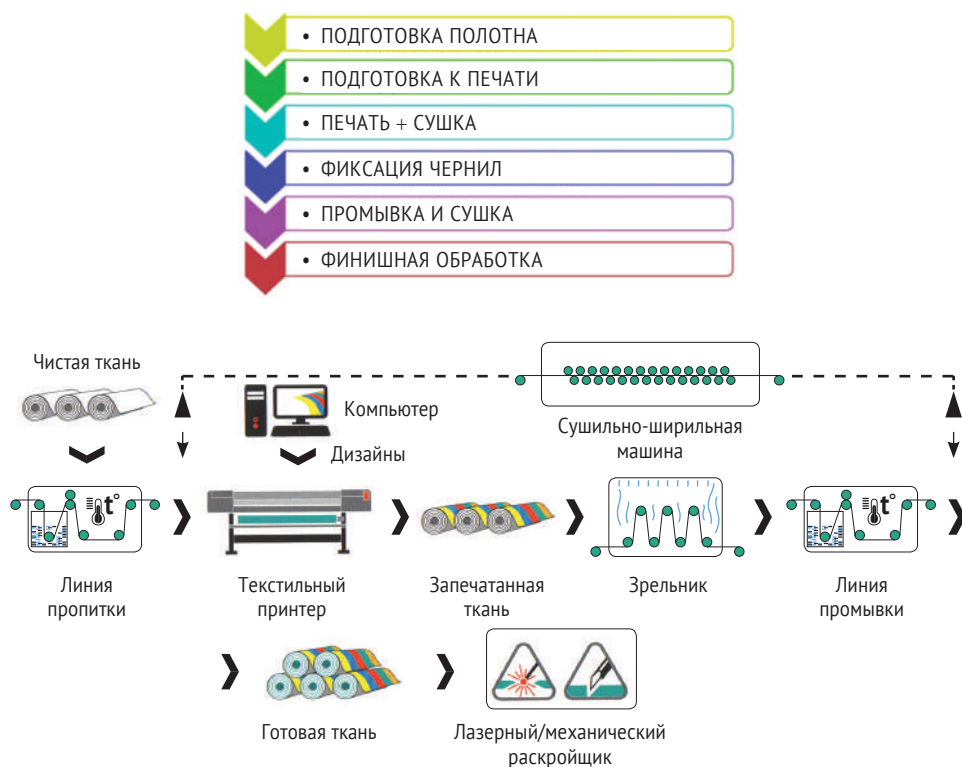 • ПОДГОТОВКА ПОЛОТНА
• ПОДГОТОВКА К ПЕЧАТИ
• ПЕЧАТЬ + СУШКА
• ФИКСАЦИЯ ЧЕРНИЛ
• ПРОМЫВКА И СУШКА
• ФИНИШНАЯ ОБРАБОТКА
Чистая ткань
Компьютер
Дизайны
Сушильно-ширильная
машина
t°
t°
Линия
пропитки
Текстильный
принтер
Запечатанная
ткань
Зрельник
Линия
промывки
Готовая ткань
Лазерный/механический
раскройщик